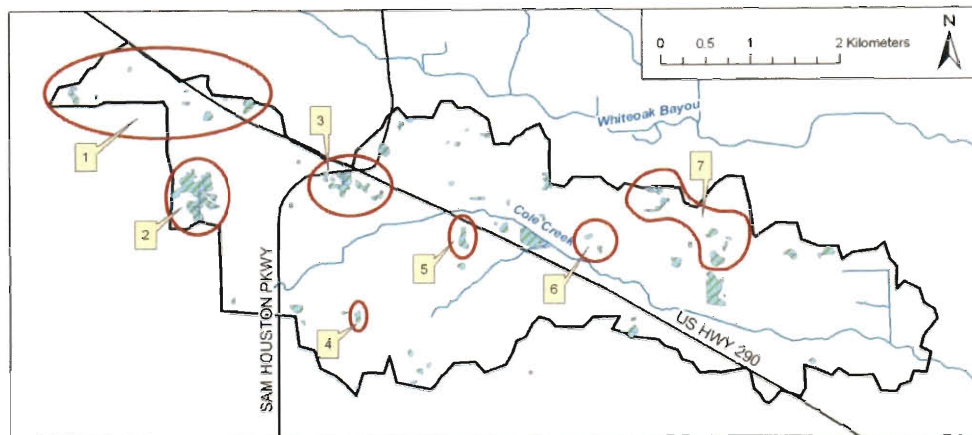 N
0 0.5 1 2 Kilometers
Whiteoak Bayou
3
7
1
Cole Creek
2
5
6
US HWY 290
4
SAM HOUSTON PKWY